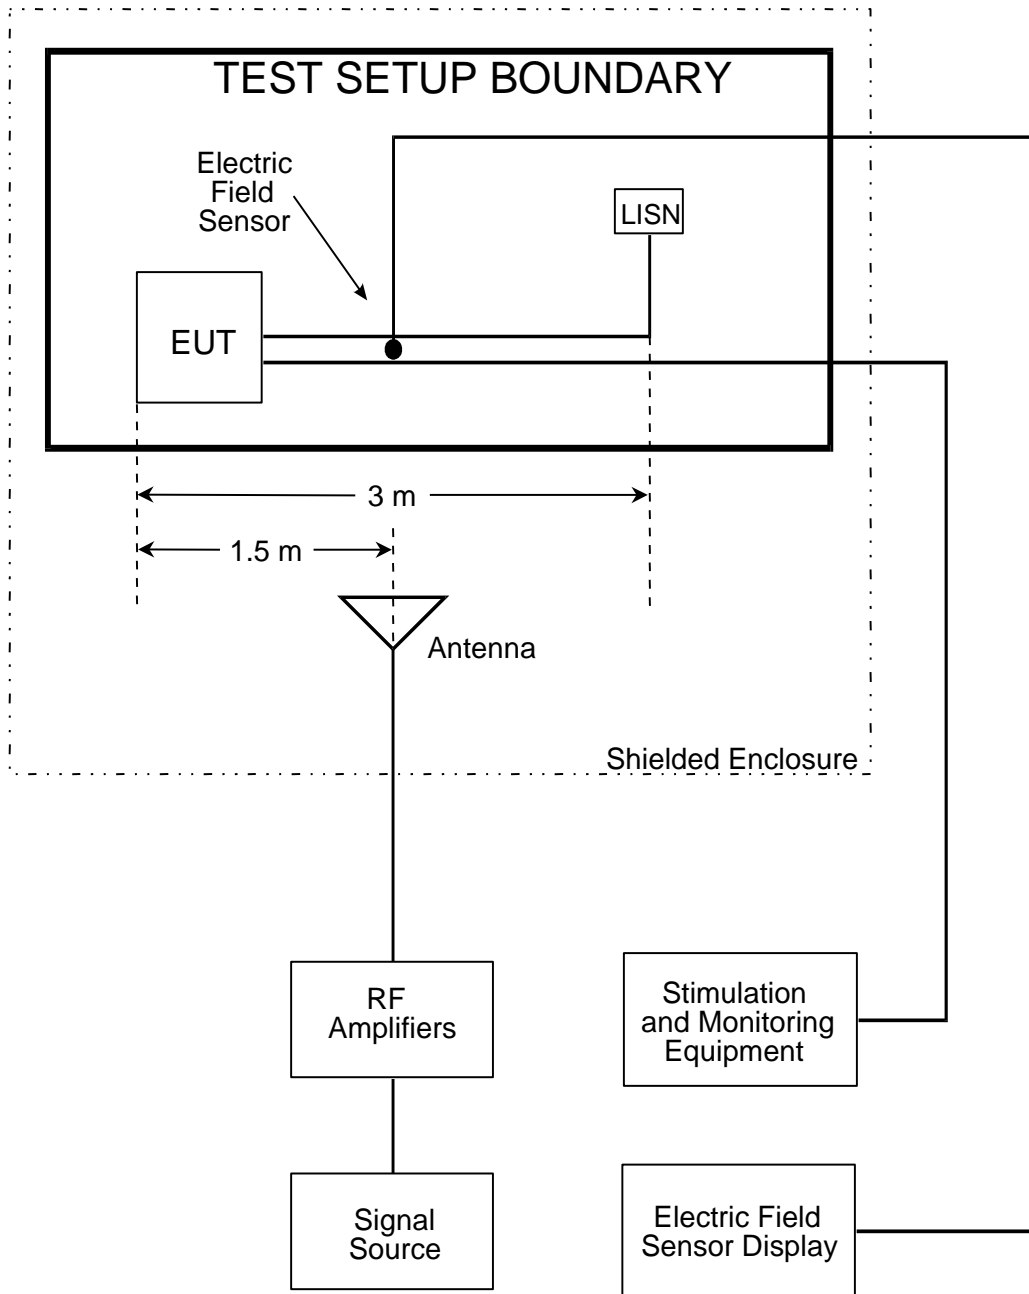 TEST SETUP BOUNDARY
Electric
Field
Sensor
LISN
EUT
3 m
1.5 m
Antenna
Shielded Enclosure
RF
Amplifiers
Stimulation
and Monitoring
Equipment
Signal
Source
Electric Field
Sensor Display